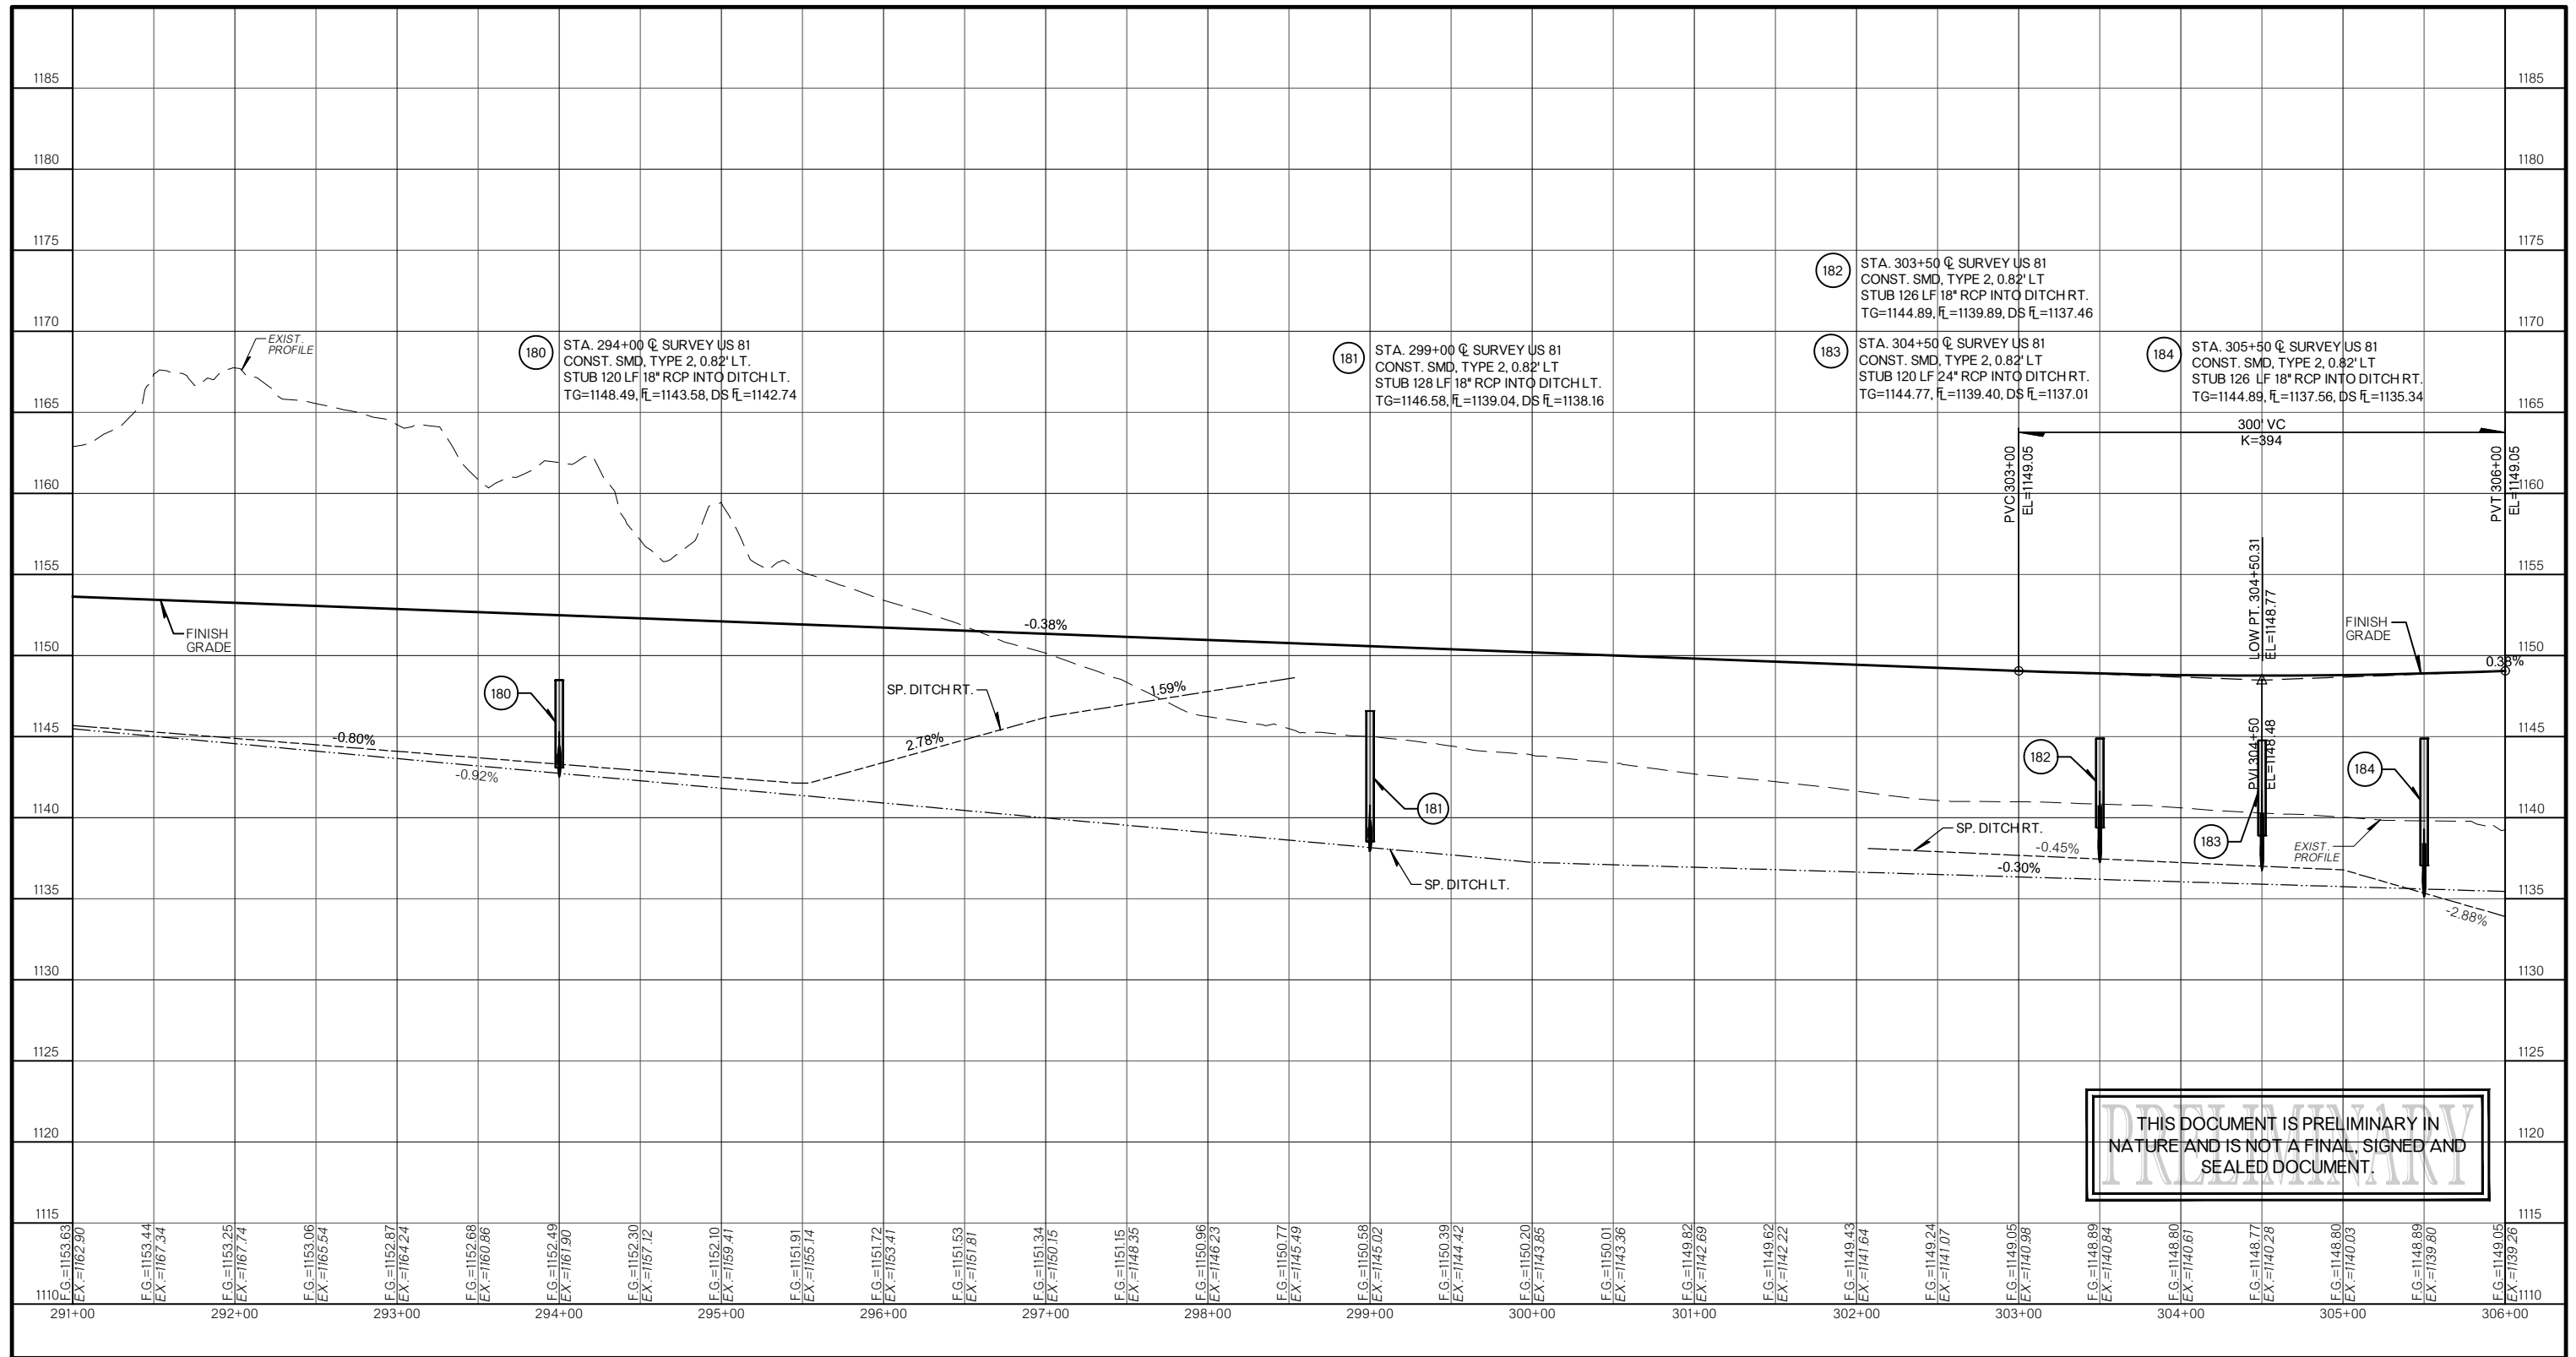 1185
1180
1175
1170
1165
1160
1155
1150
1145
1140
1135
1130
1125
1120
1115
1110
1185
1180
1175
1170
1165
1160
1155
1150
1145
1140
1135
1130
1125
1120
1115
1110
EXIST.
PROFILE
180
STA. 294+00 ℄ SURVEY US 81
CONST. SMD, TYPE 2, 0.82' LT.
STUB 120 LF 18" RCP INTO DITCH LT.
TG=1148.49, FL=1143.58, DS FL=1142.74
181
STA. 299+00 ℄ SURVEY US 81
CONST. SMD, TYPE 2, 0.82' LT
STUB 128 LF 18" RCP INTO DITCH LT.
TG=1146.58, FL=1139.04, DS FL=1138.16
182
STA. 303+50 ℄ SURVEY US 81
CONST. SMD, TYPE 2, 0.82' LT
STUB 126 LF 18" RCP INTO DITCH RT.
TG=1144.89, FL=1139.89, DS FL=1137.46
183
STA. 304+50 ℄ SURVEY US 81
CONST. SMD, TYPE 2, 0.82' LT
STUB 120 LF 24" RCP INTO DITCH RT.
TG=1144.77, FL=1139.40, DS FL=1137.01
184
STA. 305+50 ℄ SURVEY US 81
CONST. SMD, TYPE 2, 0.82' LT
STUB 126 LF 18" RCP INTO DITCH RT.
TG=1144.89, FL=1137.56, DS FL=1135.34
300' VC
K=394
PVC 303+00
EL=1149.05
PVT 306+00
EL=1149.05
LOW PT. 304+50.31
EL=1148.77
PVI 304+50
EL=1148.48
FINISH
GRADE
-0.38%
FINISH
GRADE
0.38%
180
SP. DITCH RT.
1.59%
2.78%
-0.80%
-0.92%
181
SP. DITCH LT.
182
183
184
SP. DITCH RT.
-0.45%
-0.30%
EXIST.
PROFILE
-2.88%
PRELIMINARY
THIS DOCUMENT IS PRELIMINARY IN
NATURE AND IS NOT A FINAL, SIGNED AND
SEALED DOCUMENT.
F.G.=1153.63
EX.=1162.90
F.G.=1153.44
EX.=1167.34
F.G.=1153.25
EX.=1167.74
F.G.=1153.06
EX.=1165.54
F.G.=1152.87
EX.=1164.24
F.G.=1152.68
EX.=1160.86
F.G.=1152.49
EX.=1161.90
F.G.=1152.30
EX.=1157.12
F.G.=1152.10
EX.=1159.41
F.G.=1151.91
EX.=1155.14
F.G.=1151.72
EX.=1153.41
F.G.=1151.53
EX.=1151.81
F.G.=1151.34
EX.=1150.15
F.G.=1151.15
EX.=1148.35
F.G.=1150.96
EX.=1146.23
F.G.=1150.77
EX.=1145.49
F.G.=1150.58
EX.=1145.02
F.G.=1150.39
EX.=1144.42
F.G.=1150.20
EX.=1143.85
F.G.=1150.01
EX.=1143.36
F.G.=1149.82
EX.=1142.69
F.G.=1149.62
EX.=1142.22
F.G.=1149.43
EX.=1141.64
F.G.=1149.24
EX.=1141.07
F.G.=1149.05
EX.=1140.98
F.G.=1148.89
EX.=1140.84
F.G.=1148.80
EX.=1140.61
F.G.=1148.77
EX.=1140.28
F.G.=1148.80
EX.=1140.03
F.G.=1148.89
EX.=1139.80
F.G.=1149.05
EX.=1139.26
291+00
292+00
293+00
294+00
295+00
296+00
297+00
298+00
299+00
300+00
301+00
302+00
303+00
304+00
305+00
306+00